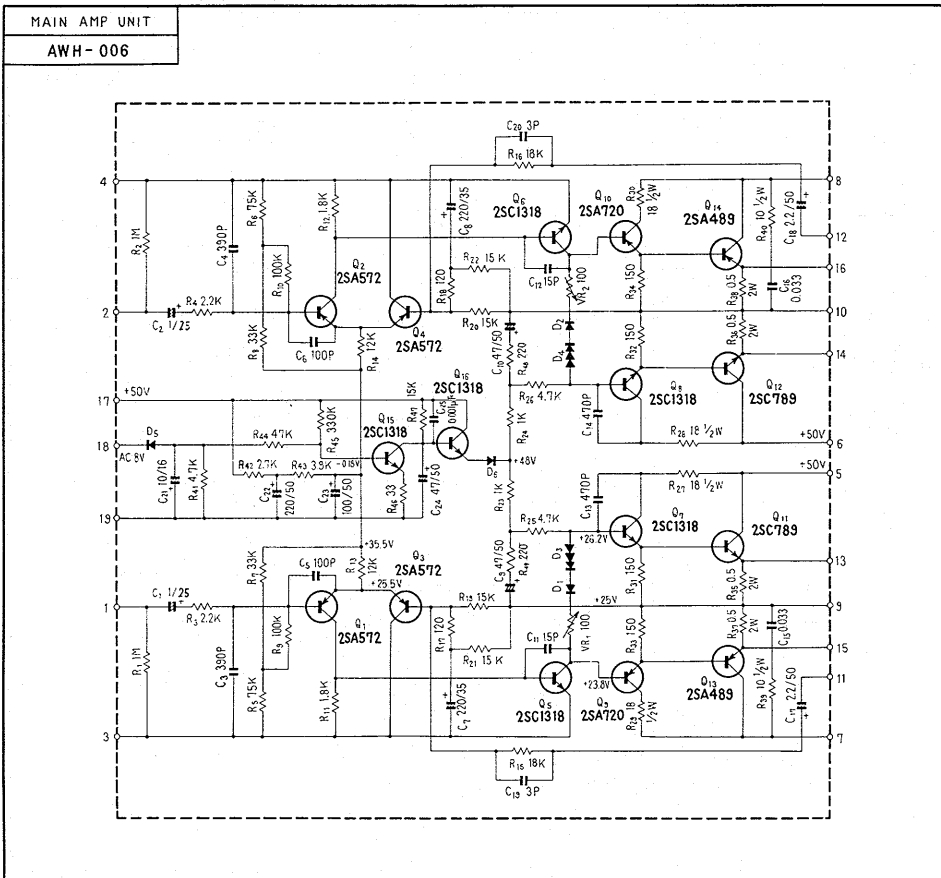 MAIN AMP UNIT
AWH-006
C20 3P
R16 18K
4
8
R2 1M
C4 390P
R6 75K
R12 1.8K
R10 100K
Q2
2SA572
C8 220/35
R22 15K
R18 120
Q6
2SC1318
C12 15P
VR2 100
Q10
2SA720
R30
18 ½W
Q14
2SA489
R40 10 ½W
C18 2.2/50
12
16
C16
0.033
R34 150
R38 0.5
2W
2
C2 1/25
R4 2.2K
R8 33K
C6 100P
R14
12K
Q4
2SA572
R20 15K
C10 47/50
R48 220
D2
D4
R32 150
R36 0.5
2W
10
14
Q8
2SC1318
Q12
2SC789
R26 4.7K
C14 470P
R28 18 ½W
+50V
6
17
+50V
R45 330K
Q16
2SC1318
15K
R47
C25
0.001μF
R24 1K
18
AC 8V
D5
R44 47K
Q15
2SC1318
D6
+48V
C21 10/16
R41 4.7K
R42 2.7K
C22
220/50
R43 3.9K
-0.15V
C23
100/50
R46 33
C24 47/50
R23 1K
19
+50V
5
R27 18 ½W
C13 470P
R25 4.7K
+26.2V
Q7
2SC1318
Q11
2SC789
13
+35.5V
R7 33K
C5 100P
R13
12K
Q3
2SA572
+25.5V
C9 47/50
R49 220
D3
D1
R31 150
R35 0.5
2W
1
C1 1/25
R3 2.2K
R9 100K
Q1
2SA572
R19 15K
R17 120
R21 15K
+25V
9
R1 1M
C3 390P
R5 75K
R11 1.8K
C7 220/35
C11 15P
VR1 100
R33 150
R37 0.5
2W
C15 0.033
15
Q5
2SC1318
+23.8V
Q9
2SA720
R29 18
½W
Q13
2SA489
R39 10 ½W
C17 2.2/50
11
3
7
R15 18K
C19 3P